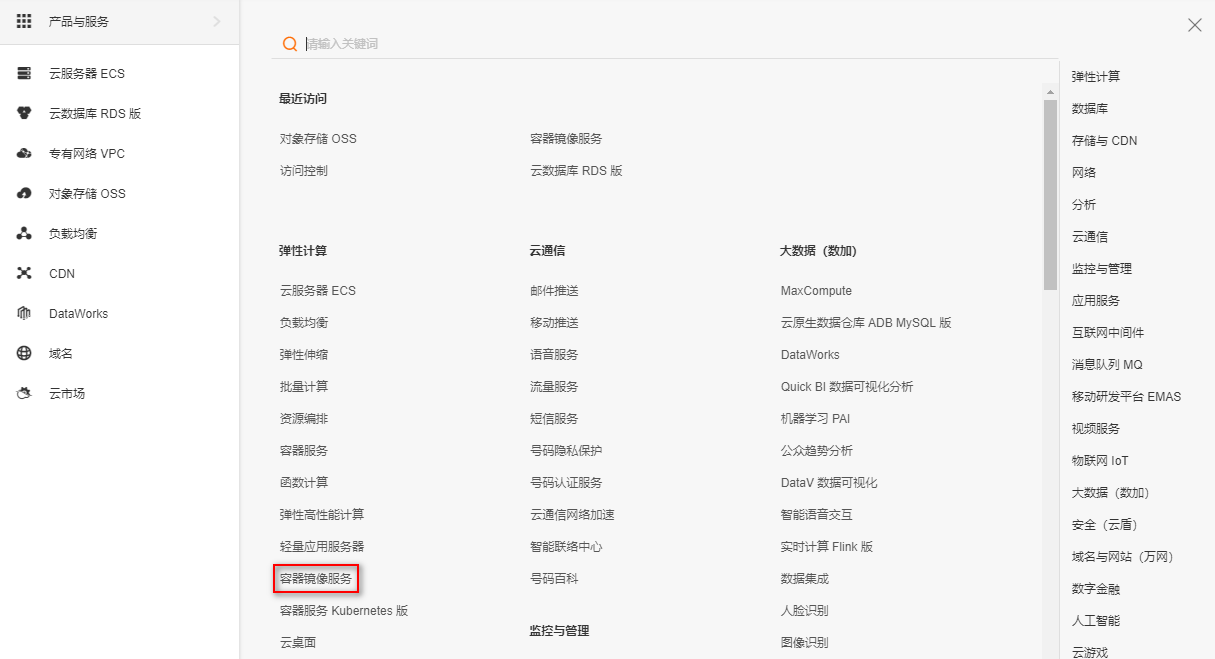 产品与服务
云服务器 ECS
云数据库 RDS 版
专有网络 VPC
对象存储 OSS
负载均衡
CDN
DataWorks
域名
云市场
请输入关键词
最近访问
对象存储 OSS
容器镜像服务
访问控制
云数据库 RDS 版
弹性计算
云服务器 ECS
负载均衡
弹性伸缩
批量计算
资源编排
容器服务
函数计算
弹性高性能计算
轻量应用服务器
容器镜像服务
容器服务 Kubernetes 版
云桌面
云通信
邮件推送
移动推送
语音服务
流量服务
短信服务
号码隐私保护
号码认证服务
云通信网络加速
智能联络中心
号码百科
监控与管理
大数据（数加）
MaxCompute
云原生数据仓库 ADB MySQL 版
DataWorks
Quick BI 数据可视化分析
机器学习 PAI
公众趋势分析
DataV 数据可视化
智能语音交互
实时计算 Flink 版
数据集成
人脸识别
图像识别
弹性计算
数据库
存储与 CDN
网络
分析
云通信
监控与管理
应用服务
互联网中间件
消息队列 MQ
移动研发平台 EMAS
视频服务
物联网 IoT
大数据（数加）
安全（云盾）
域名与网站（万网）
数字金融
人工智能
云游戏